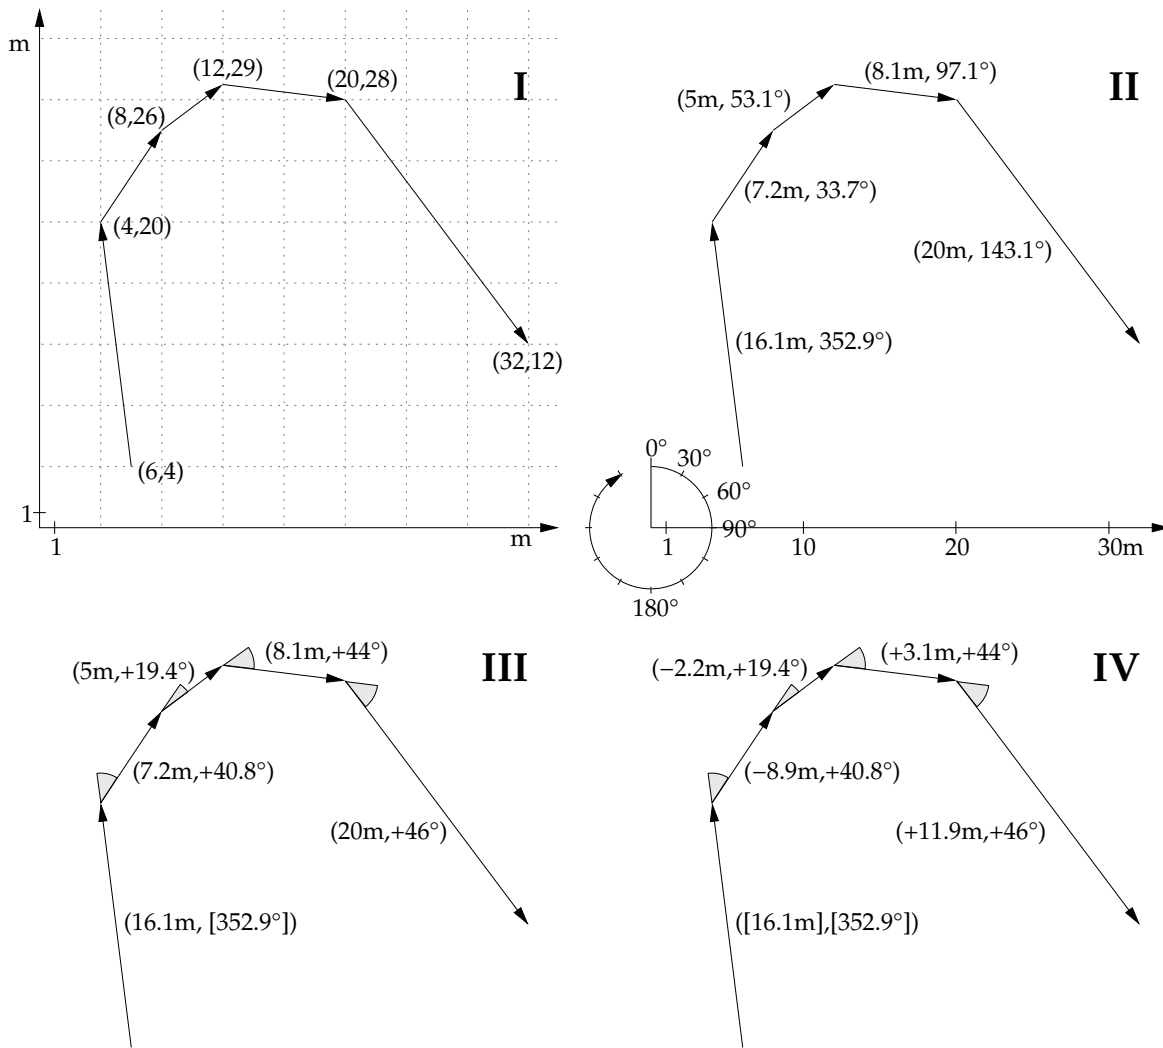 m
(12,29)
(20,28)
I
(8,26)
(4,20)
(32,12)
(6,4)
1
1
m
(8.1m, 97.1°)
II
(5m, 53.1°)
(7.2m, 33.7°)
(20m, 143.1°)
(16.1m, 352.9°)
0°
30°
60°
90°
1
10
20
30m
180°
(8.1m,+44°)
III
(5m,+19.4°)
(7.2m,+40.8°)
(20m,+46°)
(16.1m, [352.9°])
(+3.1m,+44°)
IV
(−2.2m,+19.4°)
(−8.9m,+40.8°)
(+11.9m,+46°)
([16.1m],[352.9°])